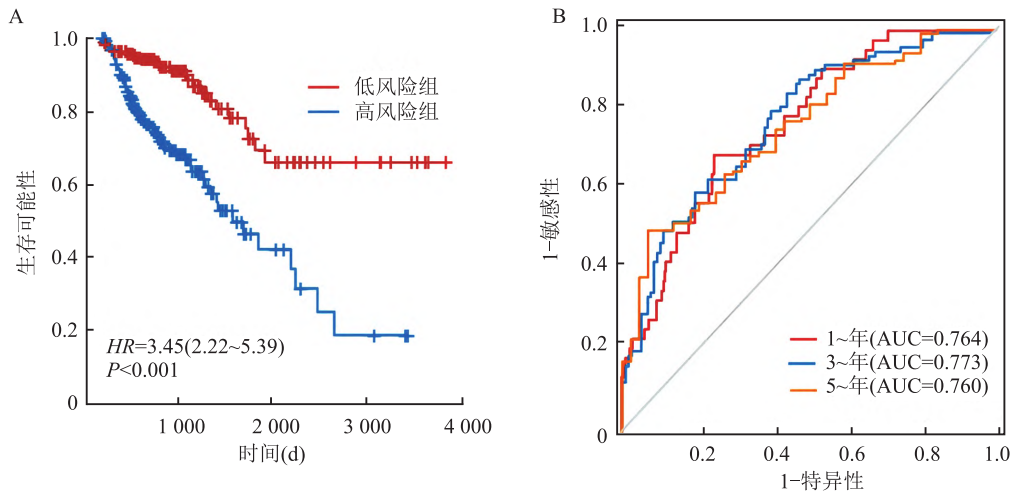 A
生存可能性
1.0
0.8
0.6
0.4
0.2
0
低风险组
高风险组
HR=3.45(2.22~5.39)
P<0.001
1 000
2 000
3 000
4 000
时间(d)
B
1-敏感性
1.0
0.8
0.6
0.4
0.2
0
1~年(AUC=0.764)
3~年(AUC=0.773)
5~年(AUC=0.760)
0.2
0.4
0.6
0.8
1.0
1-特异性